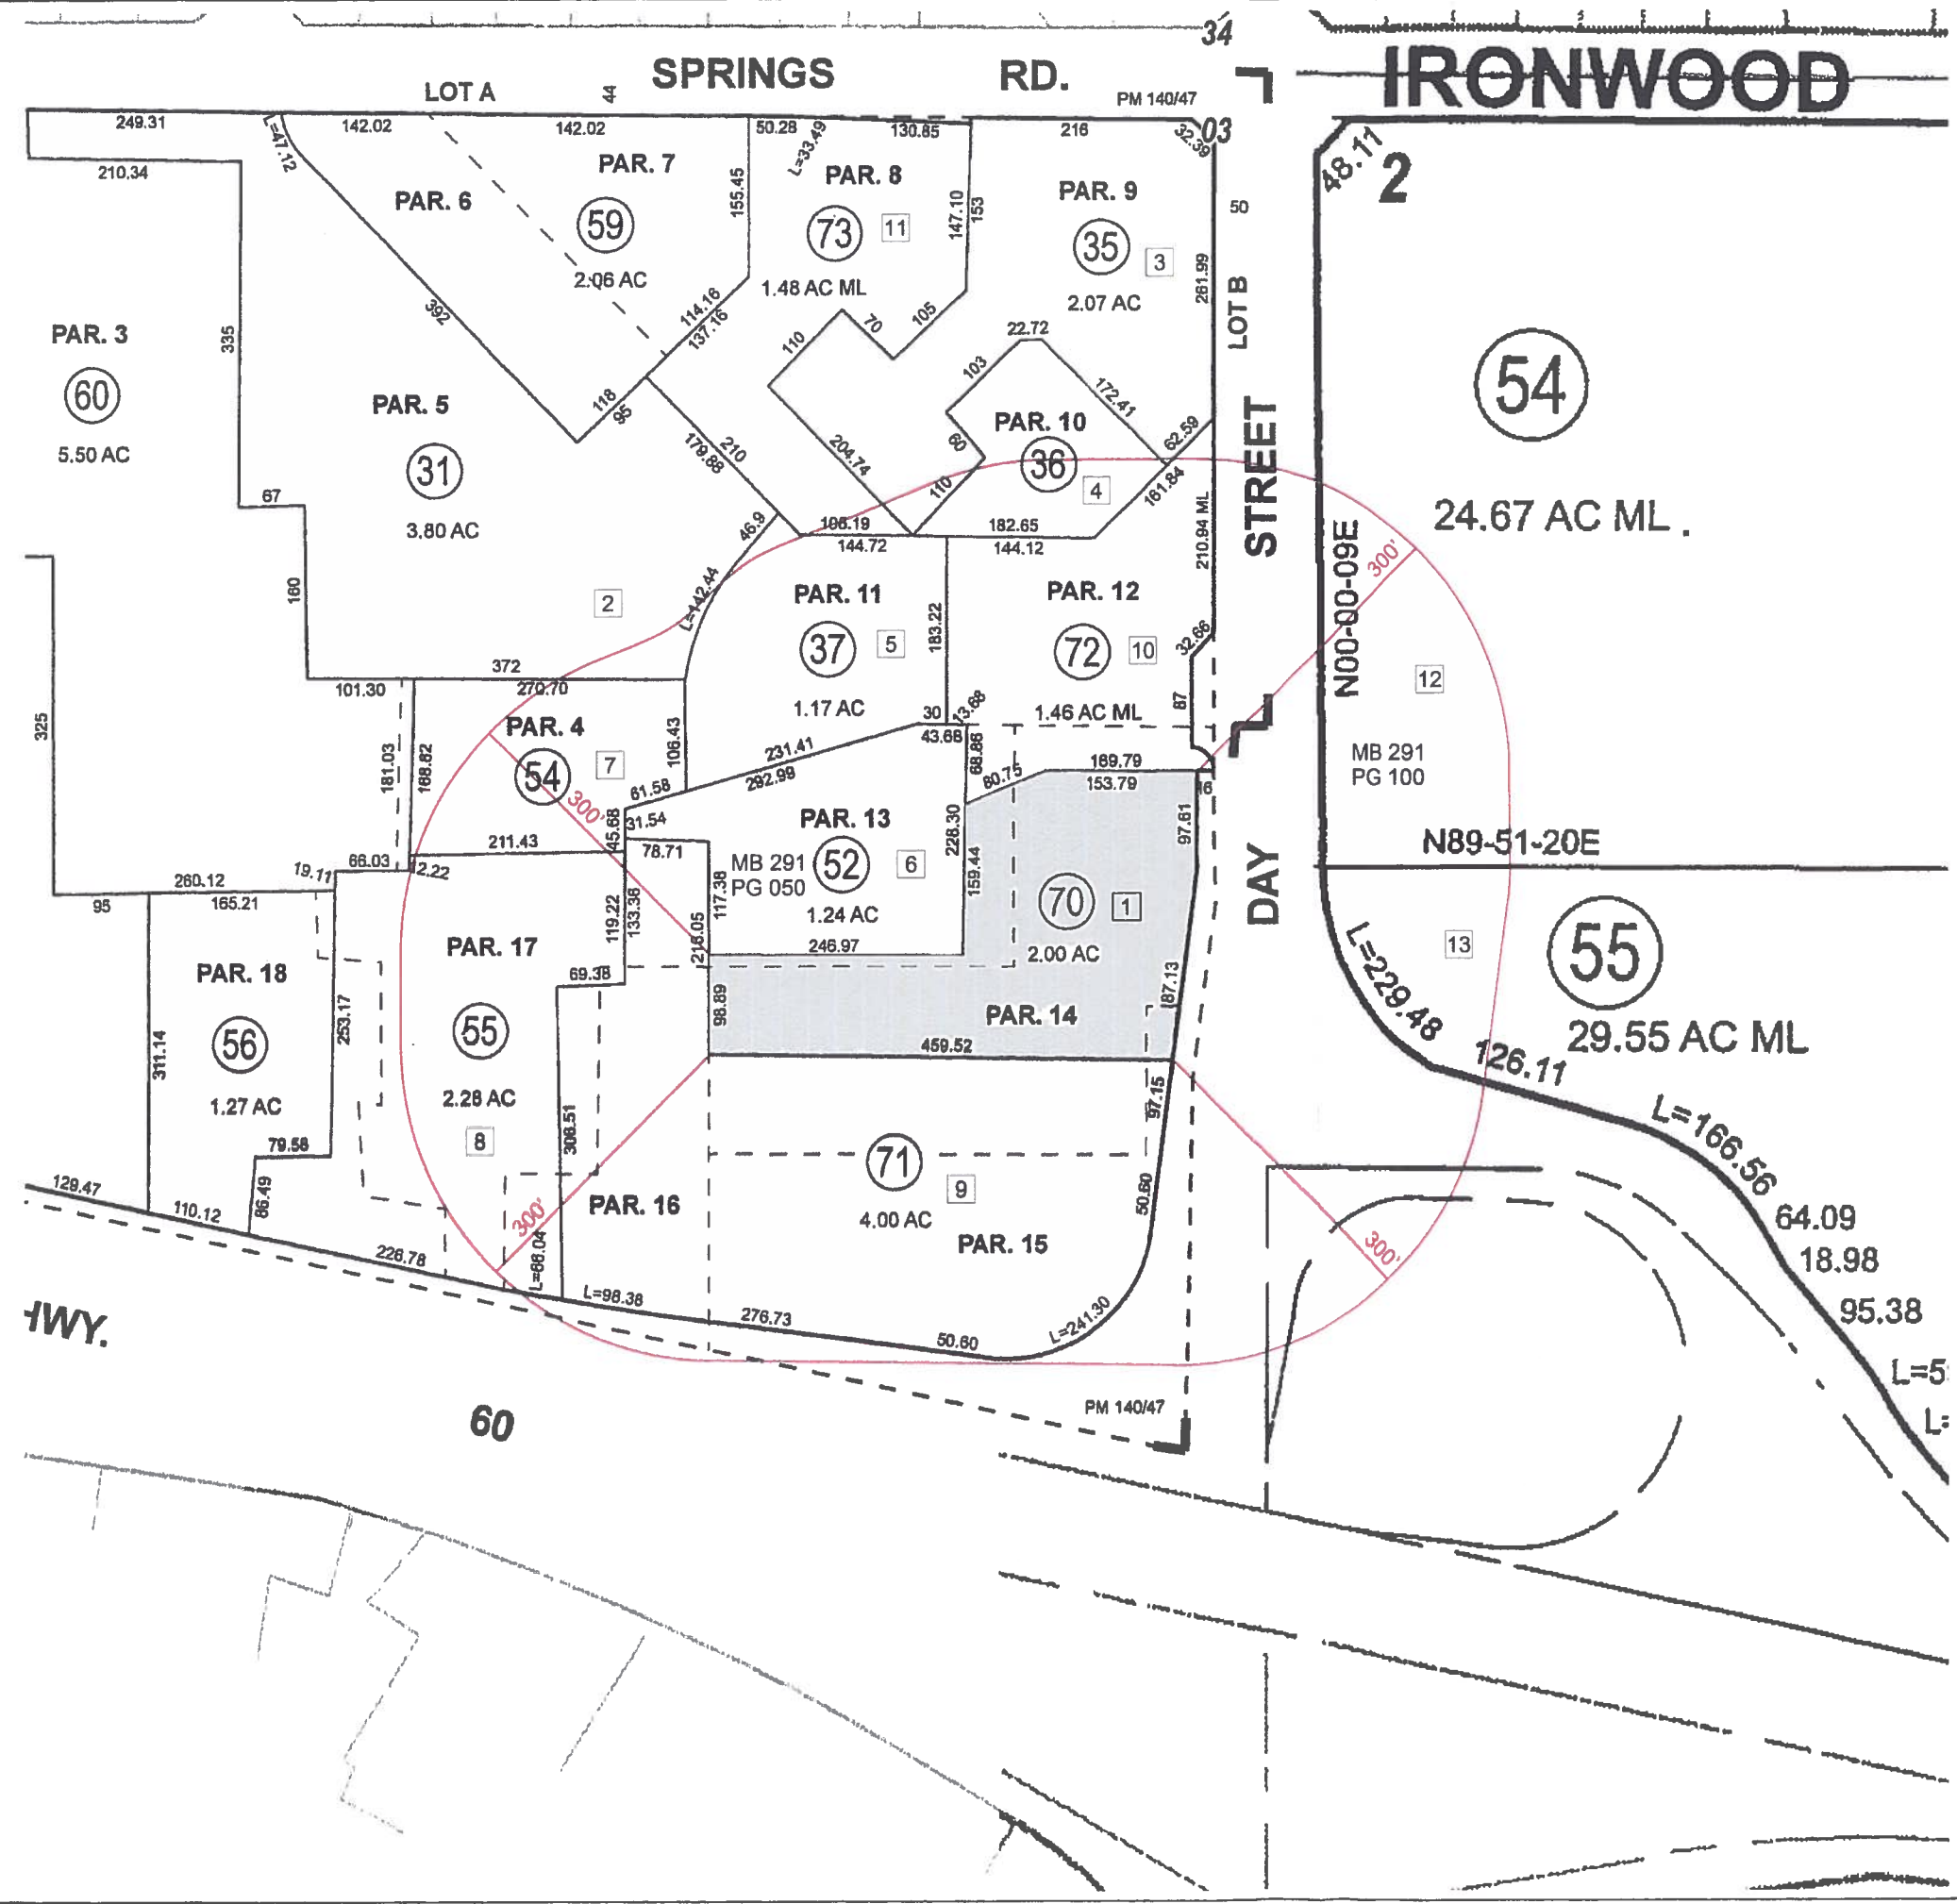 34
SPRINGS RD.
IRONWOOD
LOT A
44
PM 140/47
03
249.31
L=47.12
142.02
142.02
50.28
L=33.49
130.85
216
32.39
48.11
2
210.34
PAR. 6
PAR. 7
59
2.06 AC
155.45
PAR. 8
73
11
1.48 AC ML
147.10
153
PAR. 9
35
3
2.07 AC
50
261.99
LOT B
335
392
114.16
137.16
110
70
105
22.72
103
172.41
PAR. 3
60
5.50 AC
PAR. 5
31
3.80 AC
118
95
210
179.88
204.74
60
110
PAR. 10
36
4
62.59
161.84
54
24.67 AC ML .
67
160
2
46.9
L=142.44
106.19
144.72
182.65
144.12
210.94 ML
STREET
N00-00-09E
300'
PAR. 11
37
5
1.17 AC
183.22
PAR. 12
72
10
1.46 AC ML
32.66
87
12
325
372
101.30
270.70
PAR. 4
54
7
106.43
181.03
168.82
231.41
292.99
30
13.68
43.68
68.86
80.75
169.79
153.79
16
97.61
MB 291
PG 100
N89-51-20E
300'
61.58
45.68
31.54
78.71
211.43
PAR. 13
MB 291
PG 050
52
6
1.24 AC
228.30
159.44
117.38
216.05
246.97
70
1
2.00 AC
PAR. 14
187.13
98.89
459.52
DAY
L=229.48
13
55
29.55 AC ML
126.11
L=166.56
64.09
18.98
95.38
L=5
L=
260.12
19.11
66.03
2.22
95
165.21
PAR. 18
56
1.27 AC
311.14
253.17
79.58
86.49
PAR. 17
55
2.28 AC
8
119.22
133.36
69.38
306.51
L=66.04
300'
PAR. 16
71
9
4.00 AC
PAR. 15
97.15
50.60
L=241.30
300'
129.47
110.12
226.78
L=98.38
276.73
50.60
HWY.
60
PM 140/47